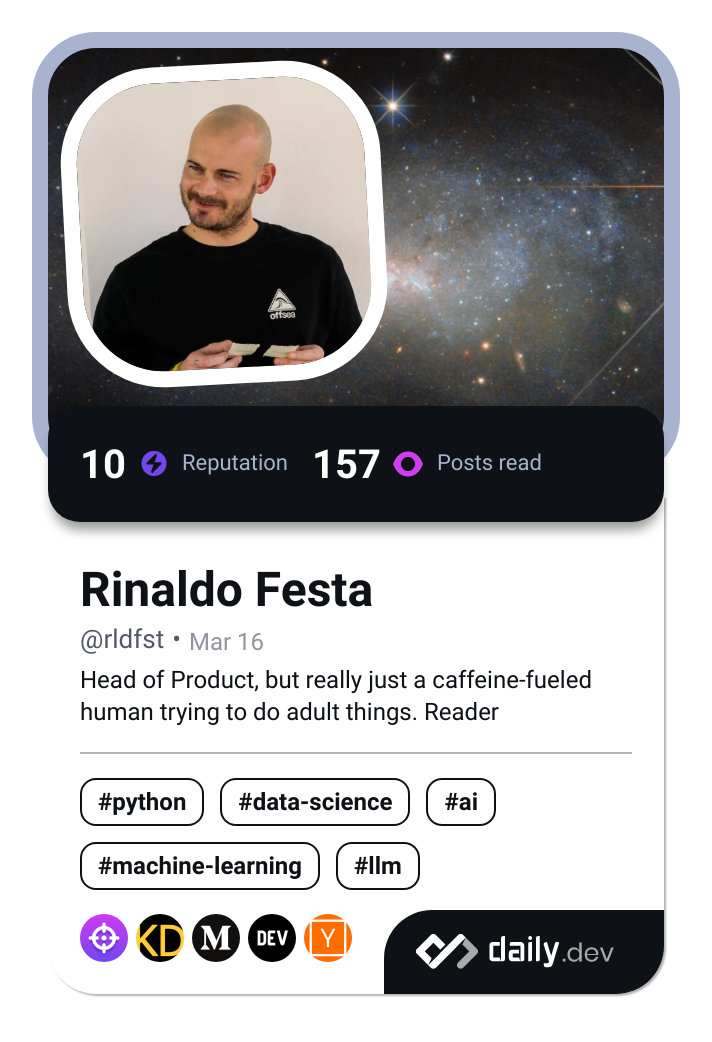 offsea
10 Reputation 157 Posts read
Rinaldo Festa
@rldfst • Mar 16
Head of Product, but really just a caffeine-fueled
human trying to do adult things. Reader
#python #data-science #ai
#machine-learning #llm
KD M DEV Y
daily.dev